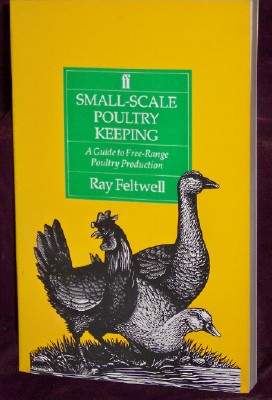 ff
SMALL-SCALE
POULTRY
KEEPING
A Guide to Free-Range
Poultry Production
Ray Feltwell